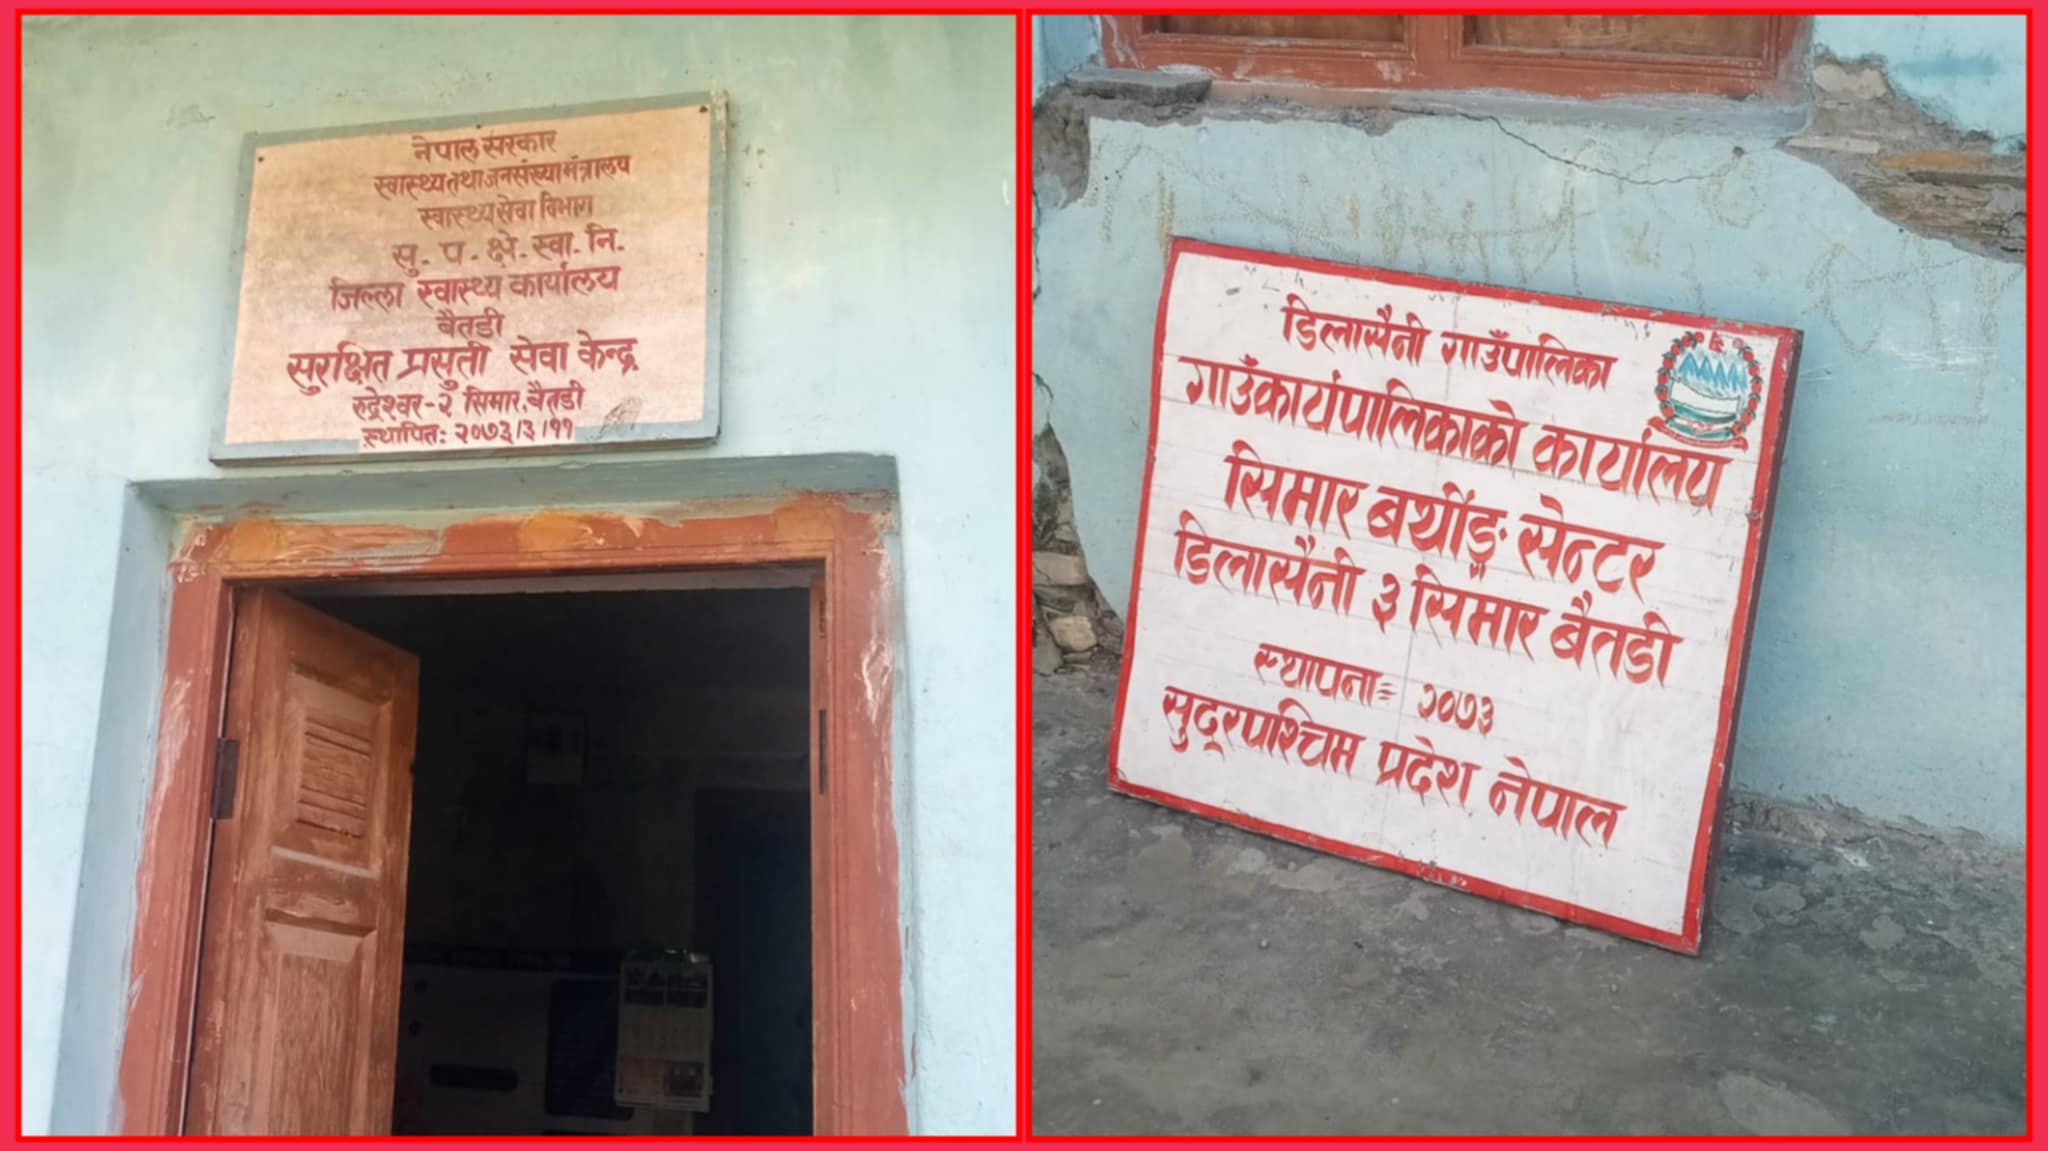 नेपाल सरकार
स्वास्थ्य तथा जनसंख्या मंत्रालय
स्वास्थ्य सेवा विभाग
सु. प. क्षे. स्वा. नि.
जिल्ला स्वास्थ्य कार्यालय
बैतडी
सुरक्षित प्रसुती सेवा केन्द्र
रुद्रेश्वर-२ सिमार, बैतडी
स्थापित: २०७३/३/११
डिलासैनी गाउँपालिका
गाउँकार्यपालिकाको कार्यालय
सिमार बर्थीङ्ग सेन्टर
डिलासैनी ३ सिमार बैतडी
स्थापना= २०७३
सुदूरपश्चिम प्रदेश नेपाल